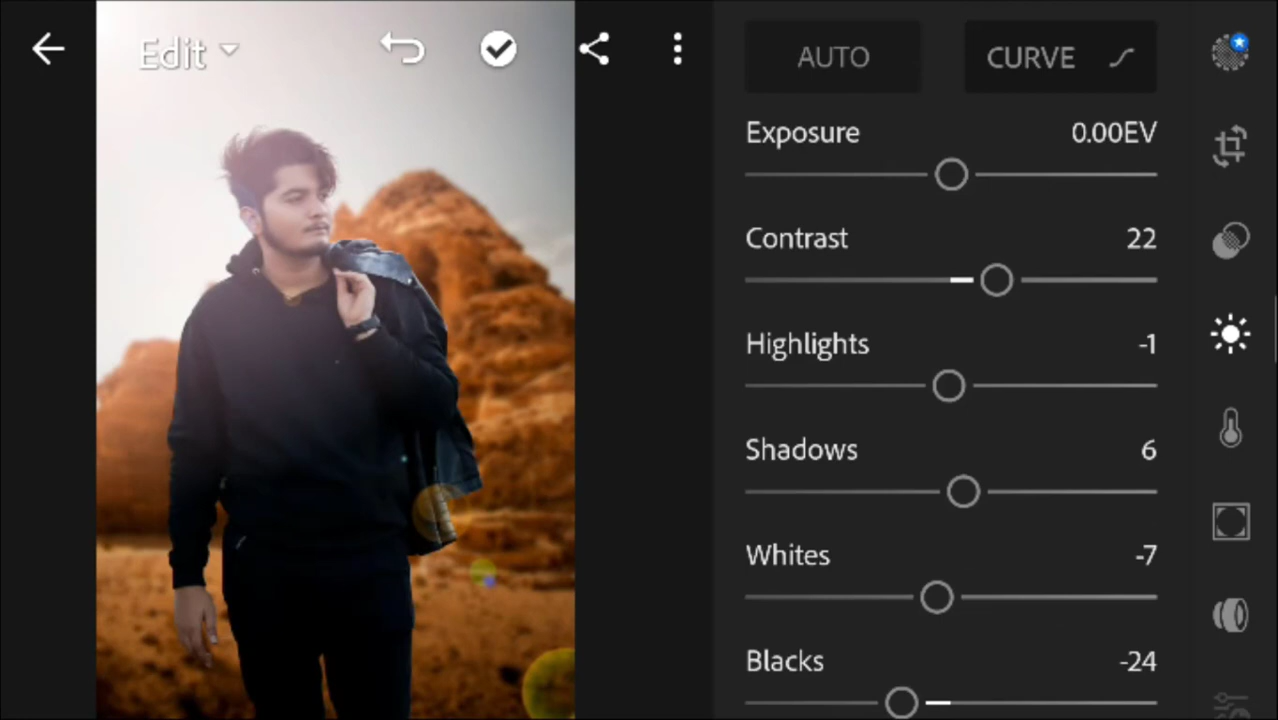 Edit
AUTO
CURVE
Exposure 0.00EV
Contrast 22
Highlights -1
Shadows 6
Whites -7
Blacks -24